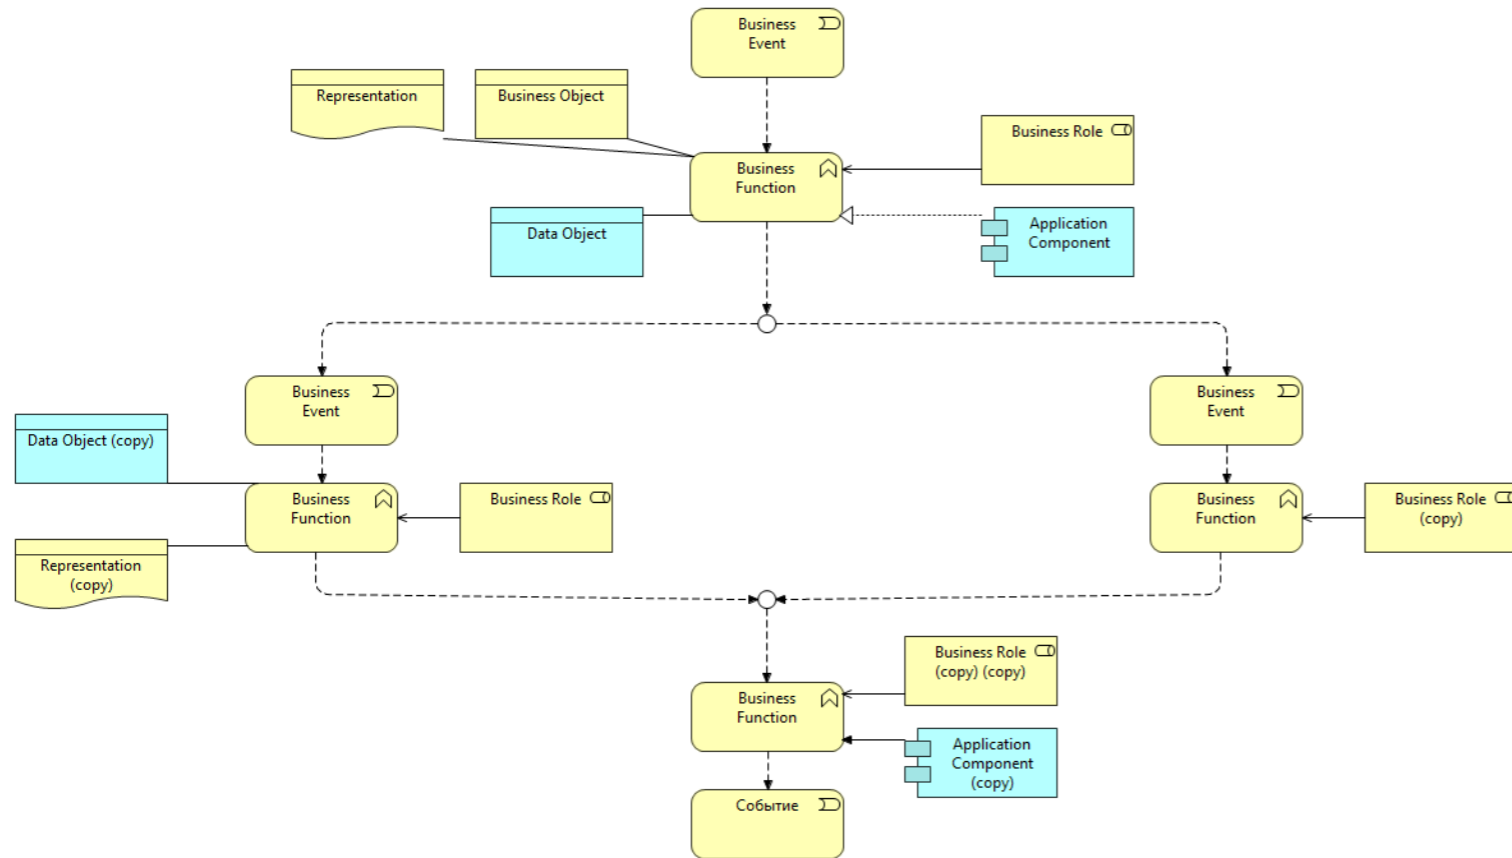 Business
Event
Representation
Business Object
Business Role
Business
Function
Data Object
Application
Component
Business
Event
Business
Event
Data Object (copy)
Business
Function
Business Role
Business
Function
Business Role
(copy)
Representation
(copy)
Business Role
(copy) (copy)
Business
Function
Application
Component
(copy)
Событие